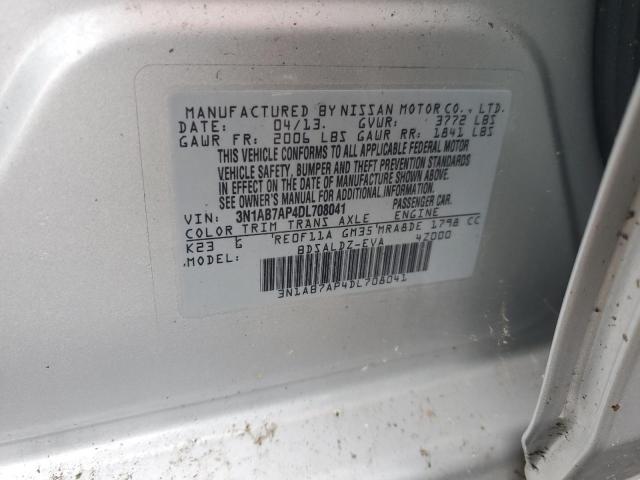 MANUFACTURED BY NISSAN MOTOR CO., LTD.
DATE: 04/13. GVWR: 3772 LBS
GAWR FR: 2006 LBS GAWR RR: 1841 LBS
THIS VEHICLE CONFORMS TO ALL APPLICABLE FEDERAL MOTOR
VEHICLE SAFETY, BUMPER AND THEFT PREVENTION STANDARDS
IN EFFECT ON THE DATE OF MANUFACTURE SHOWN ABOVE.
SEE OWNER'S MANUAL FOR ADDITIONAL INFORMATION.
VIN: 3N1AB7AP4DL708041 PASSENGER CAR.
COLOR TRIM TRANS AXLE ENGINE
K23 G RE0F11A GM35 MRA8DE 1798 CC
MODEL: BDSALDZ-EVA 4Z000
3N1AB7AP4DL708041